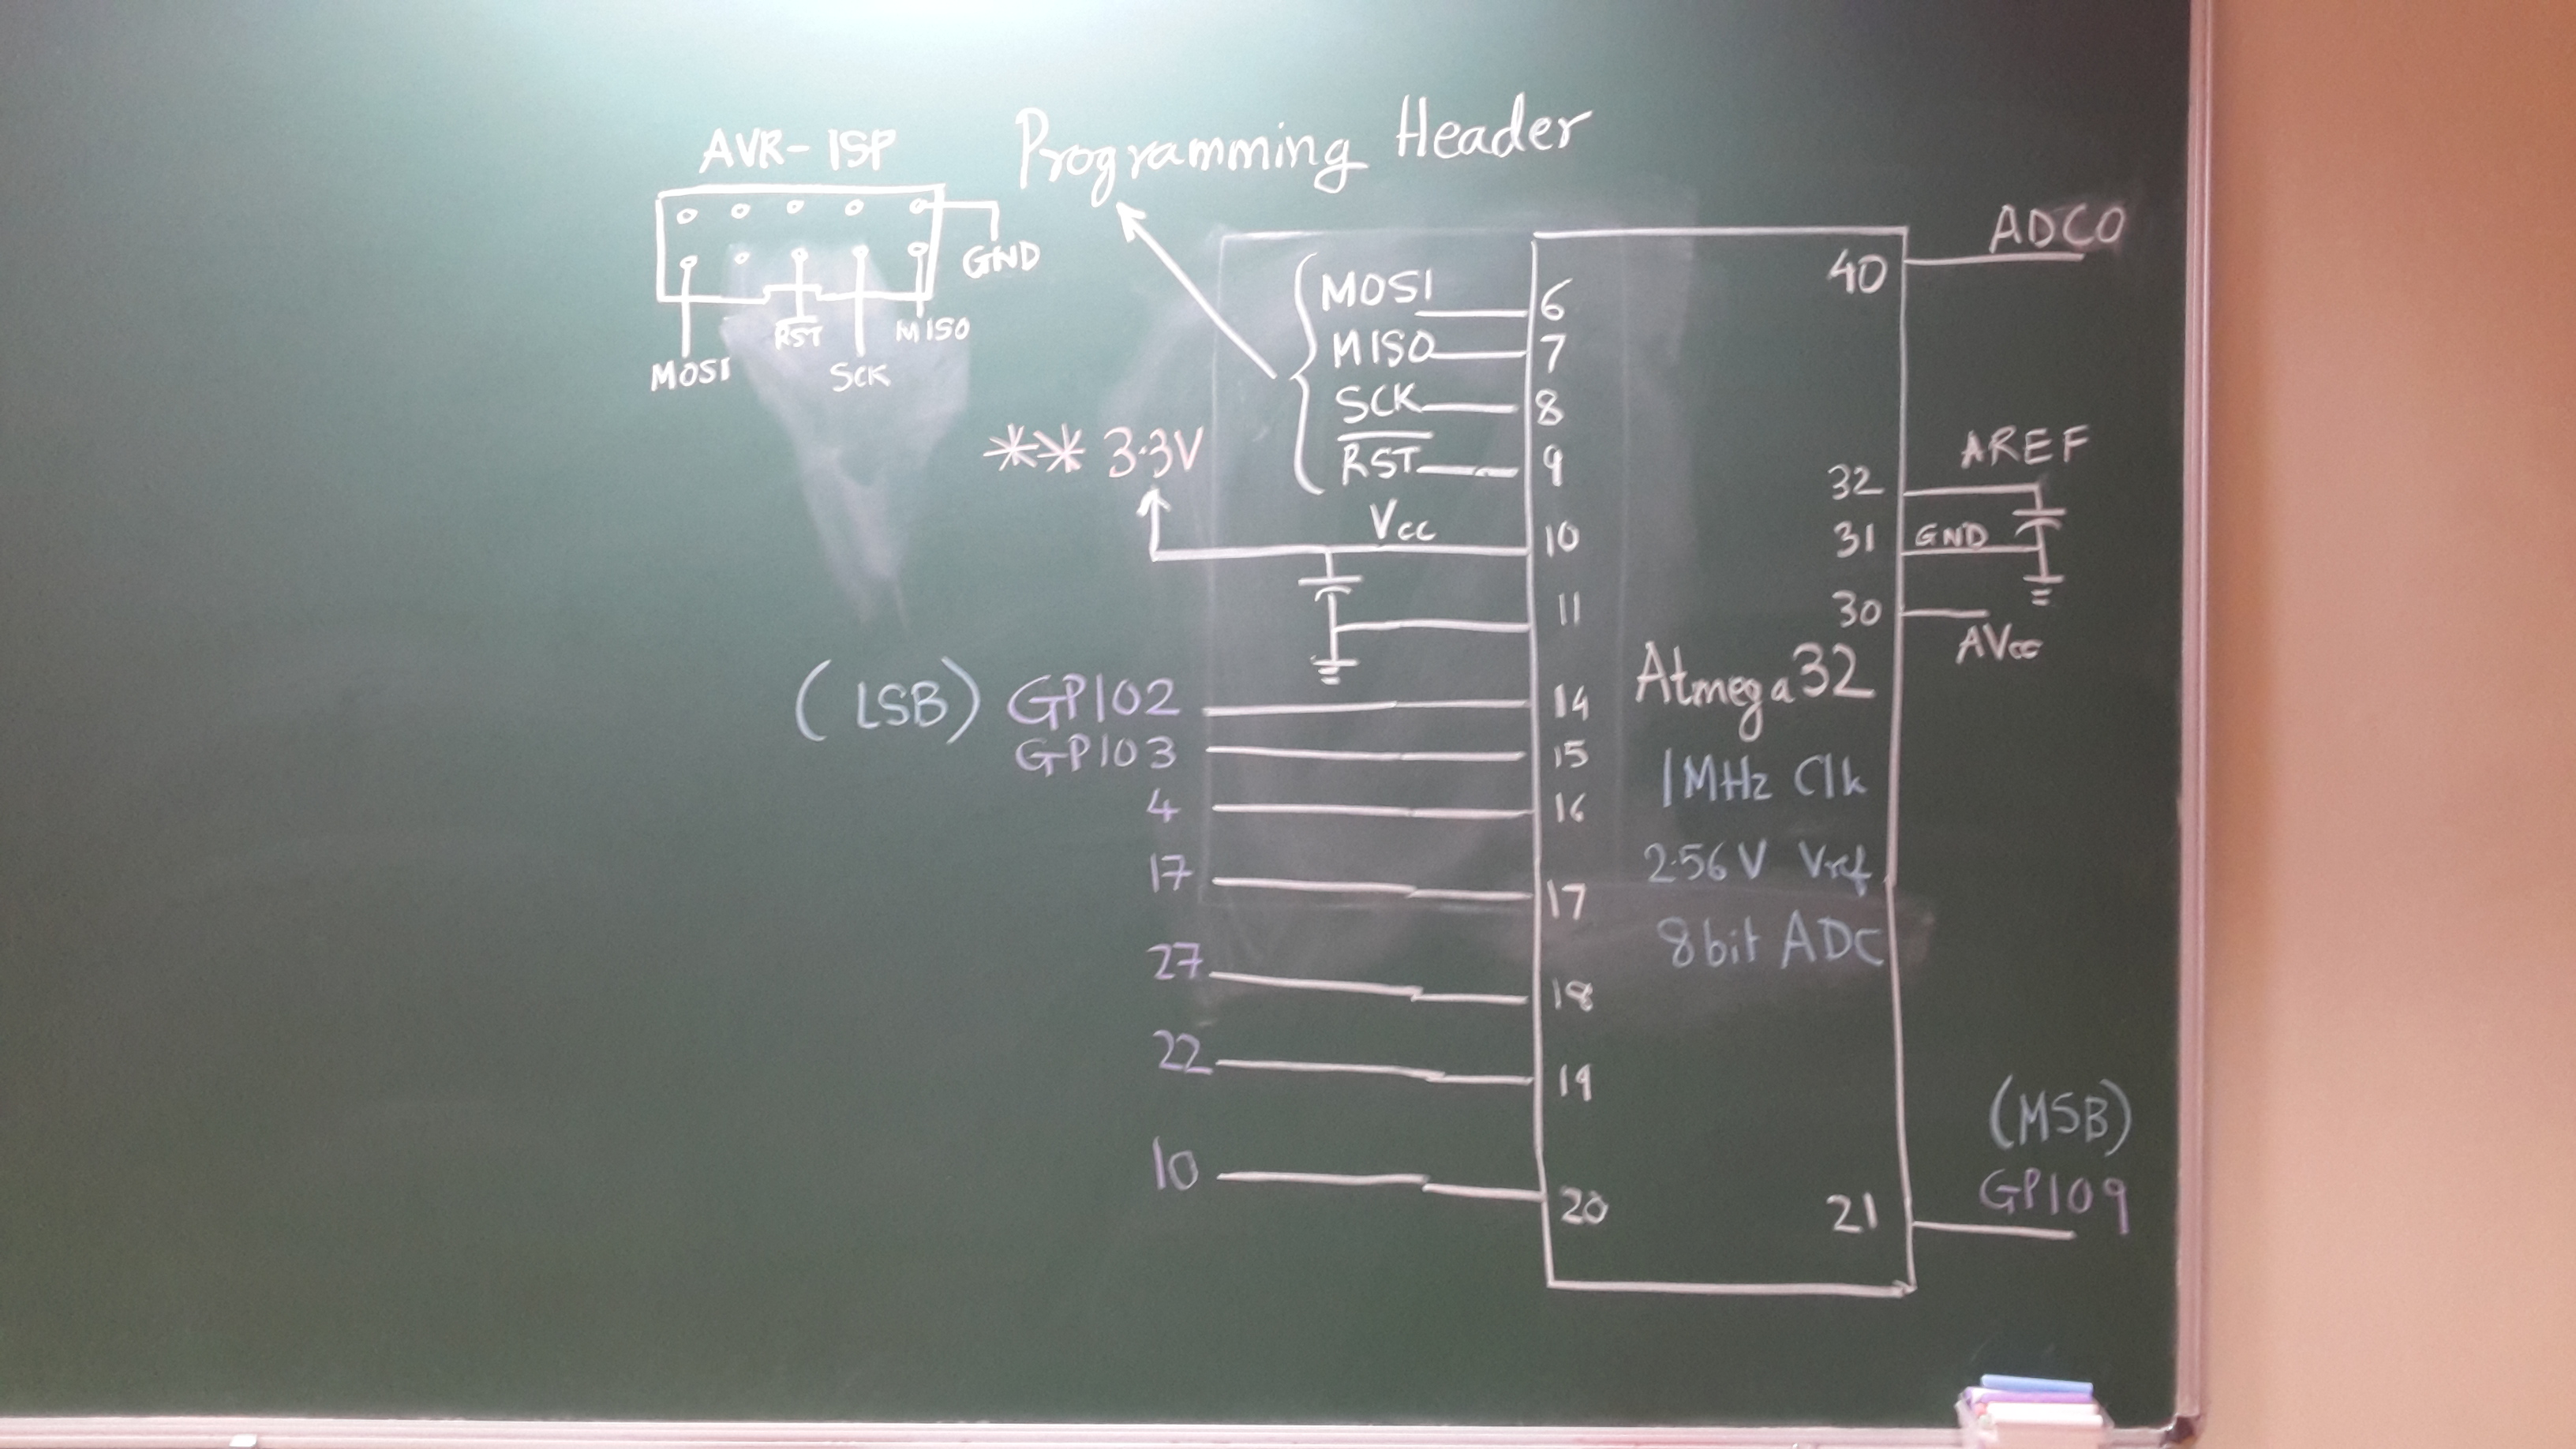 AVR-ISP
GND
MOSI
RST
SCK
MISO
Programming Header
MOSI 6
MISO 7
SCK 8
RST 9
** 3.3V
Vcc 10
11
(LSB) GPIO2 14
GPIO3 15
4 16
17 17
27 18
22 19
10 20
40 ADC0
AREF
32
31 GND
30
AVcc
Atmega32
1MHz Clk
2.56V Vref
8bit ADC
(MSB)
GPIO9
21